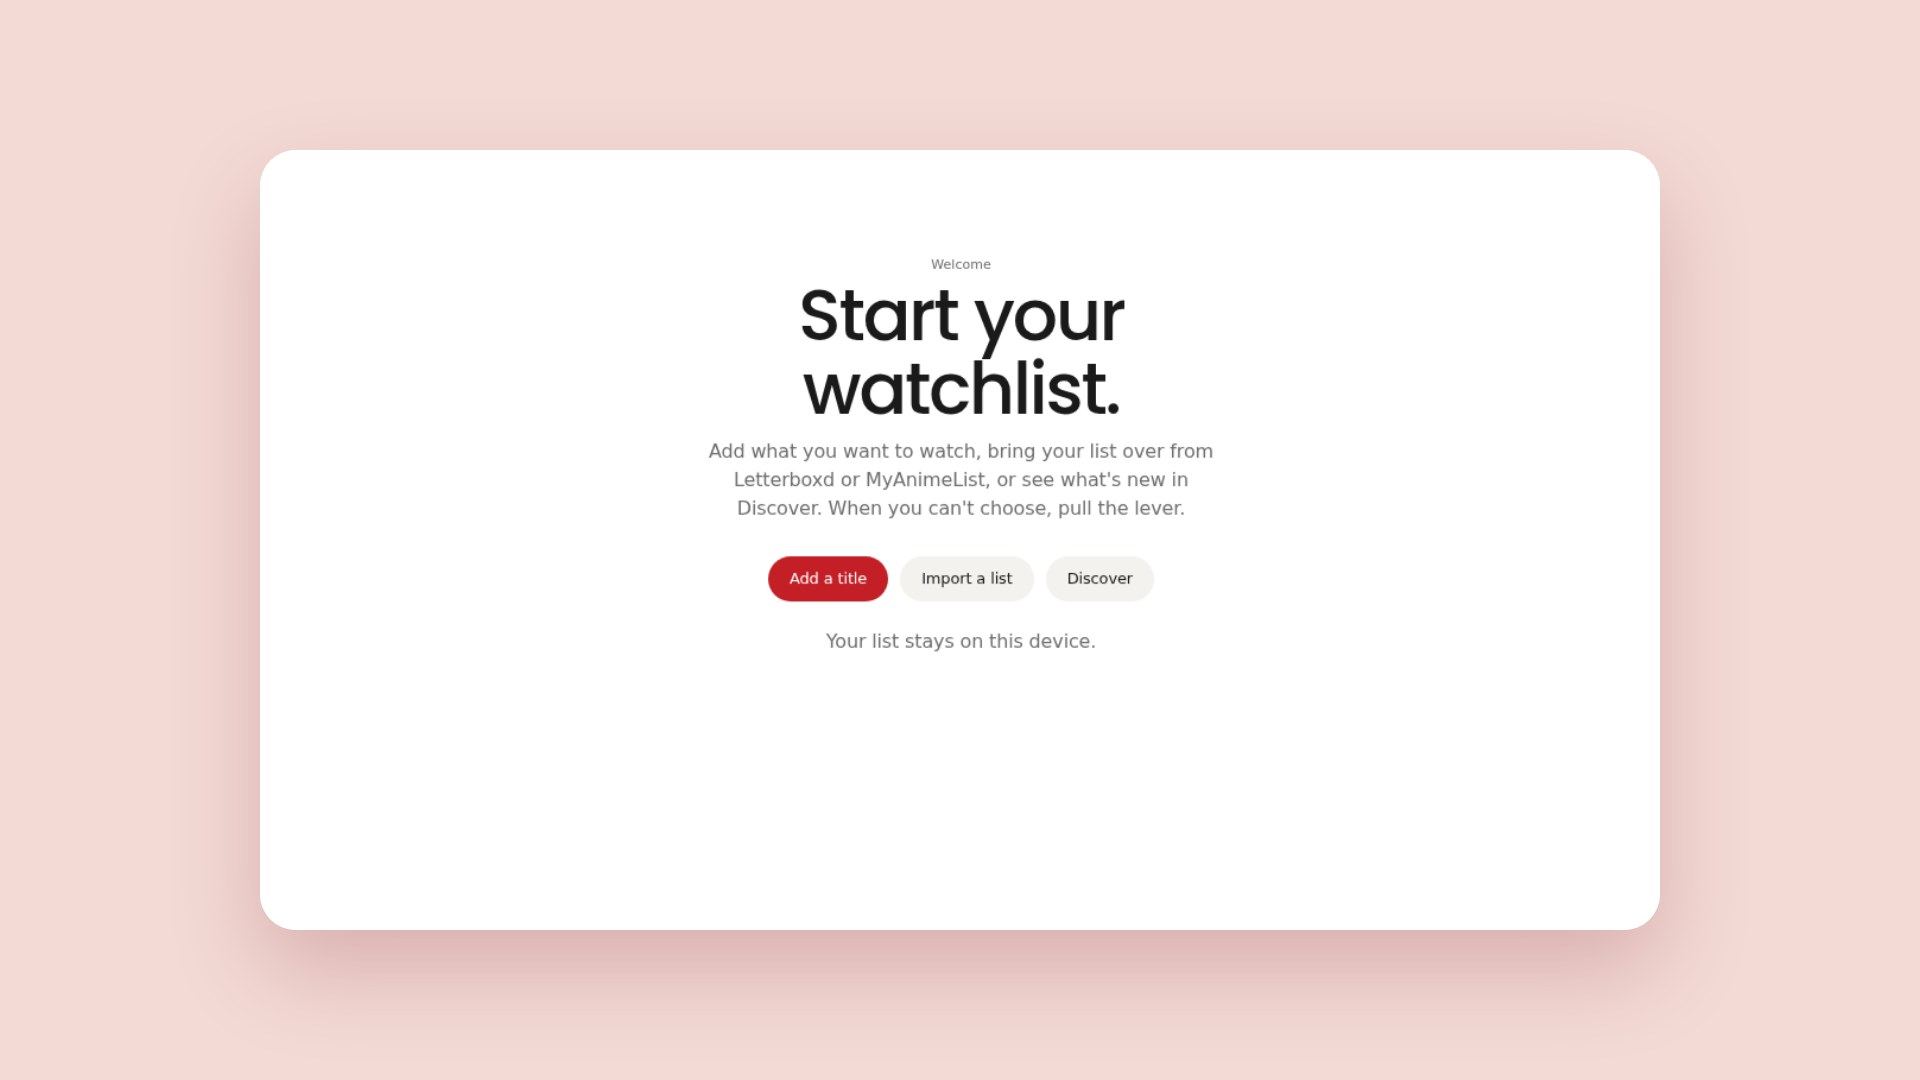 Welcome
Start your
watchlist.
Add what you want to watch, bring your list over from
Letterboxd or MyAnimeList, or see what's new in
Discover. When you can't choose, pull the lever.
Add a title
Import a list
Discover
Your list stays on this device.